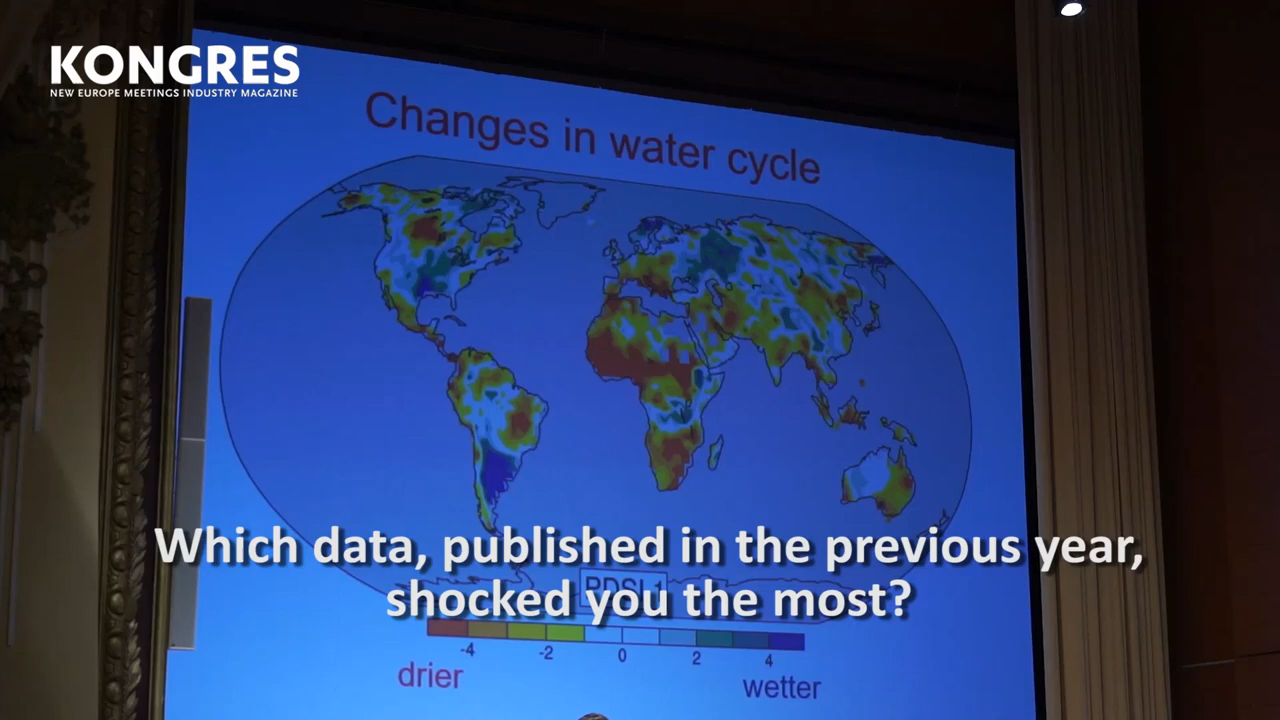 KONGRES
NEW EUROPE MEETINGS INDUSTRY MAGAZINE
Changes in water cycle
Which data, published in the previous year,
shocked you the most?
-4 -2 0 2 4
drier
wetter